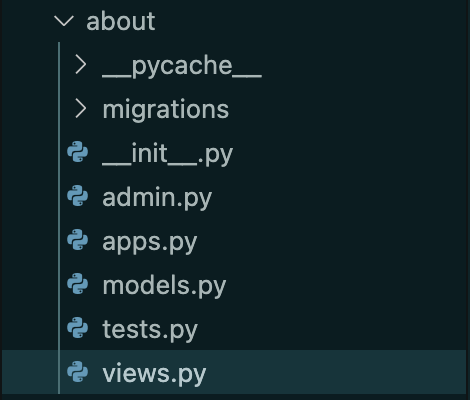 about
__pycache__
migrations
__init__.py
admin.py
apps.py
models.py
tests.py
views.py